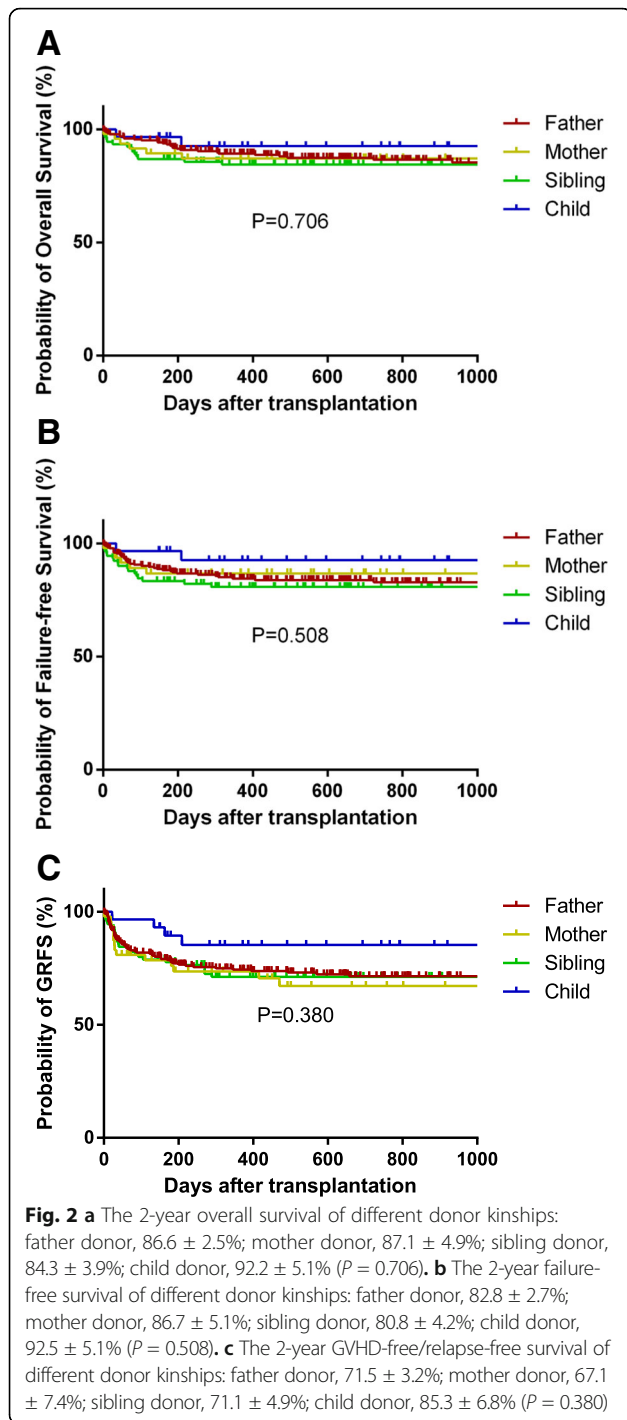 A
Probability of Overall Survival (%)
100
50
0
0 200 400 600 800 1000
Days after transplantation
P=0.706
Father
Mother
Sibling
Child
B
Probability of Failure-free Survival (%)
100
50
0
0 200 400 600 800 1000
Days after transplantation
P=0.508
Father
Mother
Sibling
Child
C
Probability of GRFS (%)
100
50
0
0 200 400 600 800 1000
Days after transplantation
P=0.380
Father
Mother
Sibling
Child
Fig. 2 a The 2-year overall survival of different donor kinships:
father donor, 86.6 ± 2.5%; mother donor, 87.1 ± 4.9%; sibling donor,
84.3 ± 3.9%; child donor, 92.2 ± 5.1% (P = 0.706). b The 2-year failure-
free survival of different donor kinships: father donor, 82.8 ± 2.7%;
mother donor, 86.7 ± 5.1%; sibling donor, 80.8 ± 4.2%; child donor,
92.5 ± 5.1% (P = 0.508). c The 2-year GVHD-free/relapse-free survival of
different donor kinships: father donor, 71.5 ± 3.2%; mother donor, 67.1
± 7.4%; sibling donor, 71.1 ± 4.9%; child donor, 85.3 ± 6.8% (P = 0.380)